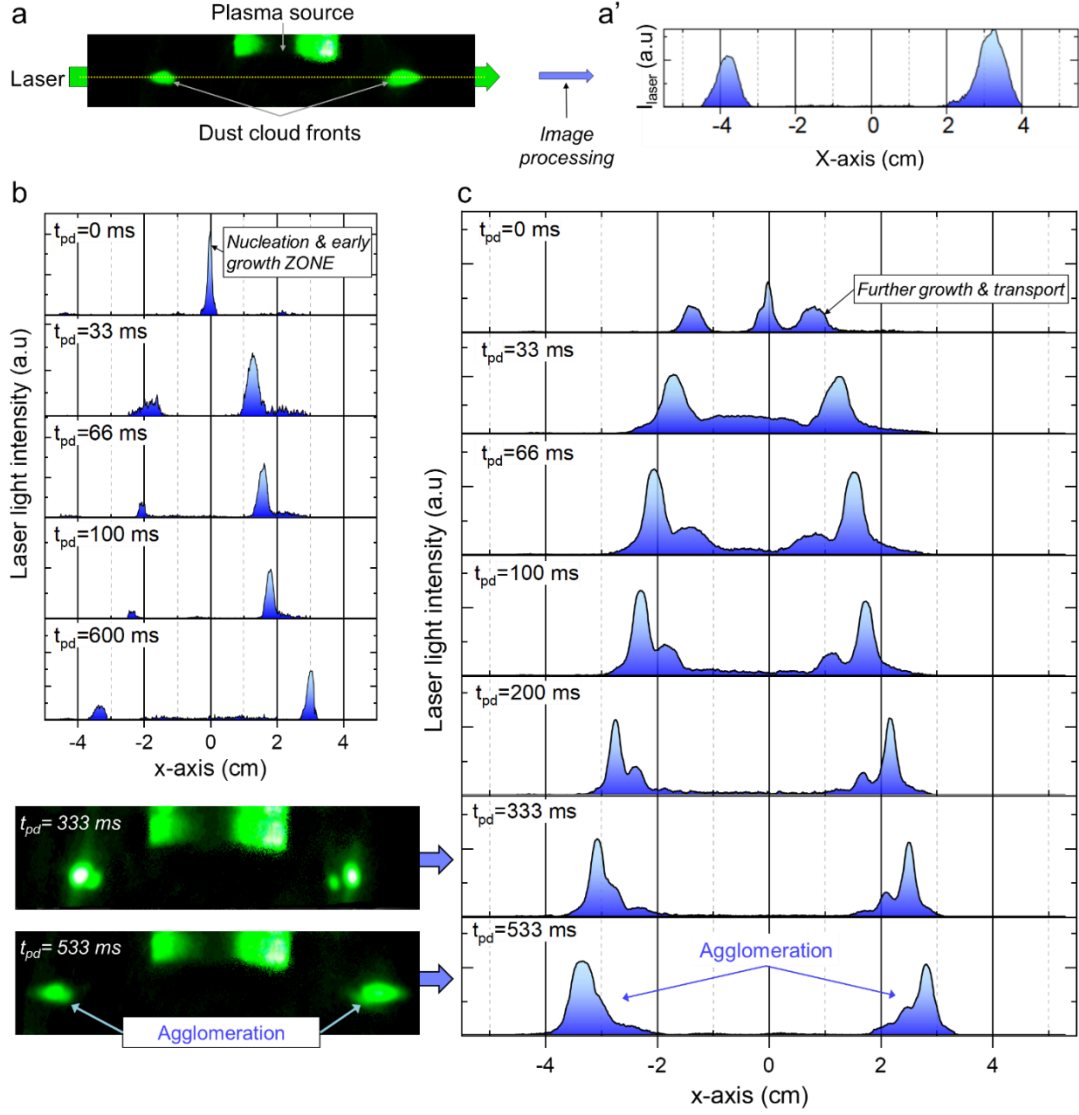 a
Plasma source
Laser
Dust cloud fronts
Image
processing
a'
I_laser (a.u)
-4
-2
0
2
4
X-axis (cm)
b
Laser light intensity (a.u)
t_pd=0 ms
Nucleation & early
growth ZONE
t_pd=33 ms
t_pd=66 ms
t_pd=100 ms
t_pd=600 ms
-4
-2
0
2
4
x-axis (cm)
t_pd= 333 ms
t_pd= 533 ms
Agglomeration
c
Laser light intensity (a.u)
t_pd=0 ms
Further growth & transport
t_pd=33 ms
t_pd=66 ms
t_pd=100 ms
t_pd=200 ms
t_pd=333 ms
t_pd=533 ms
Agglomeration
-4
-2
0
2
4
x-axis (cm)